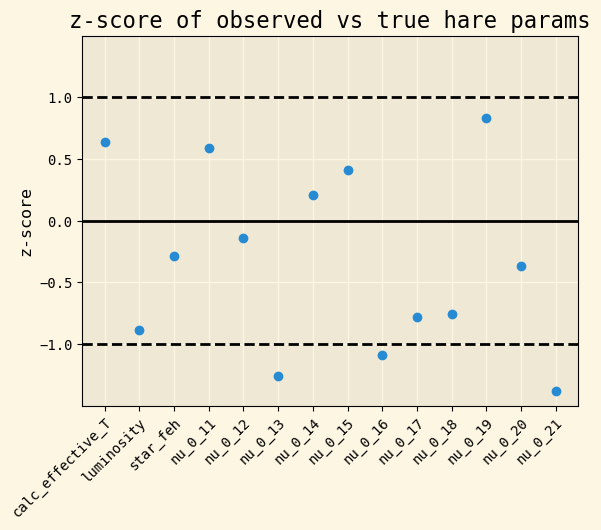 z-score of observed vs true hare params
z-score
1.0
0.5
0.0
−0.5
−1.0
calc_effective_T
luminosity
star_feh
nu_0_11
nu_0_12
nu_0_13
nu_0_14
nu_0_15
nu_0_16
nu_0_17
nu_0_18
nu_0_19
nu_0_20
nu_0_21